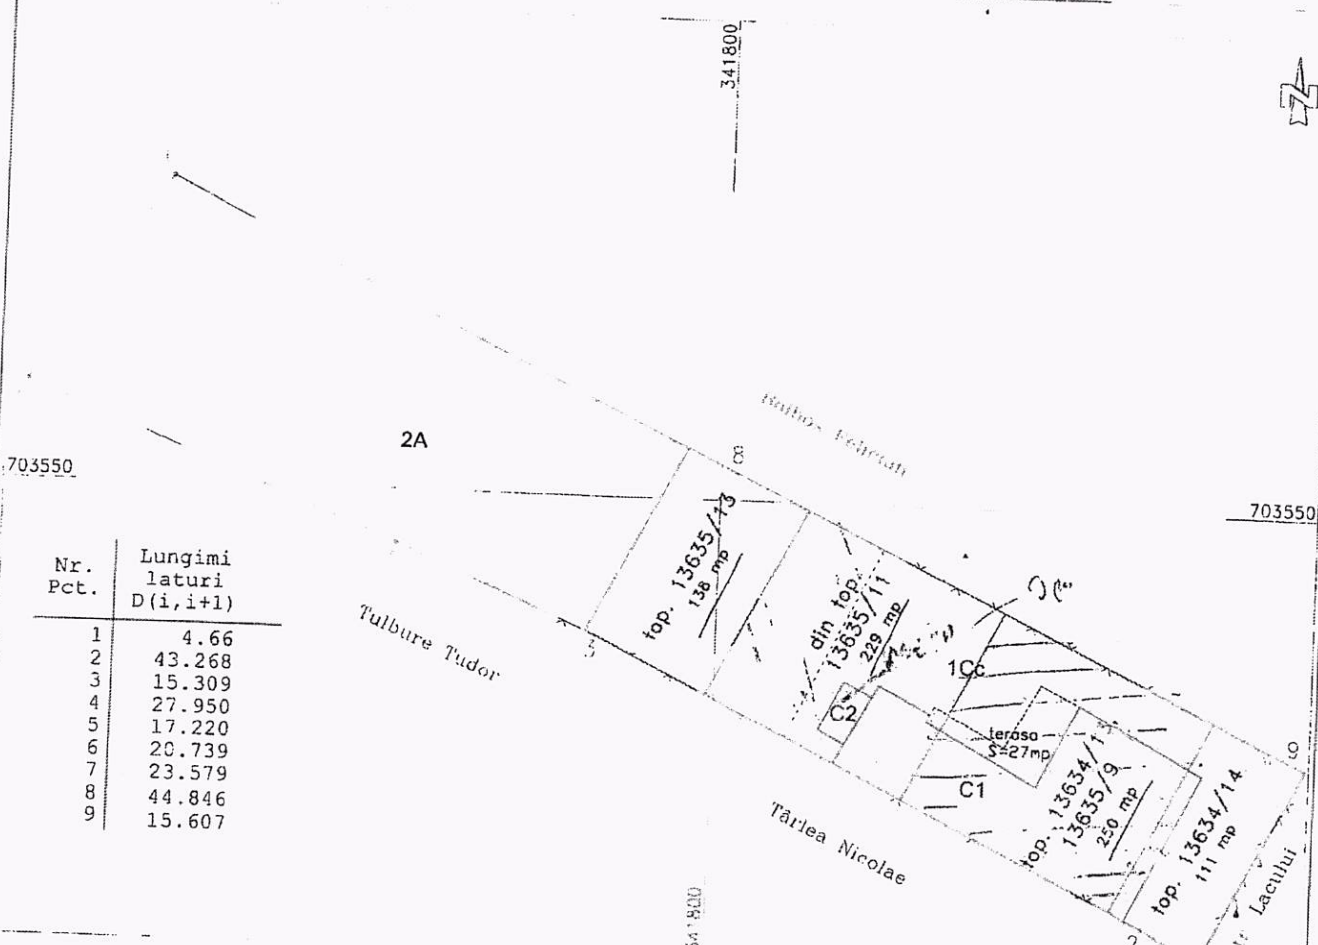 341800
N
Baihos Felician
2A
8
703550
703550
top. 13635/13
138 mp
din top.
13635/11
229 mp
Nr. Pct. Lungimi laturi D(i,i+1)
1 4.66
2 43.268
3 15.309
4 27.950
5 17.220
6 20.739
7 23.579
8 44.846
9 15.607
Tulbure Tudor
3
1Cc
C2
terasa
S=27mp
C1
9
top. 13634/13
13635/9
250 mp
top. 13634/14
111 mp
Târlea Nicolae
Lacului
2